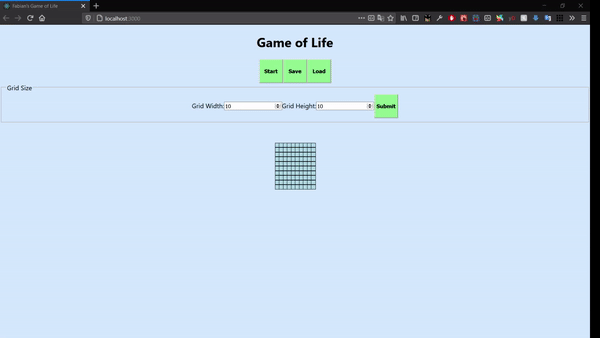 Fabian's Game of Life
localhost:3000
Game of Life
Start Save Load
Grid Size
Grid Width: 10 Grid Height: 10 Submit